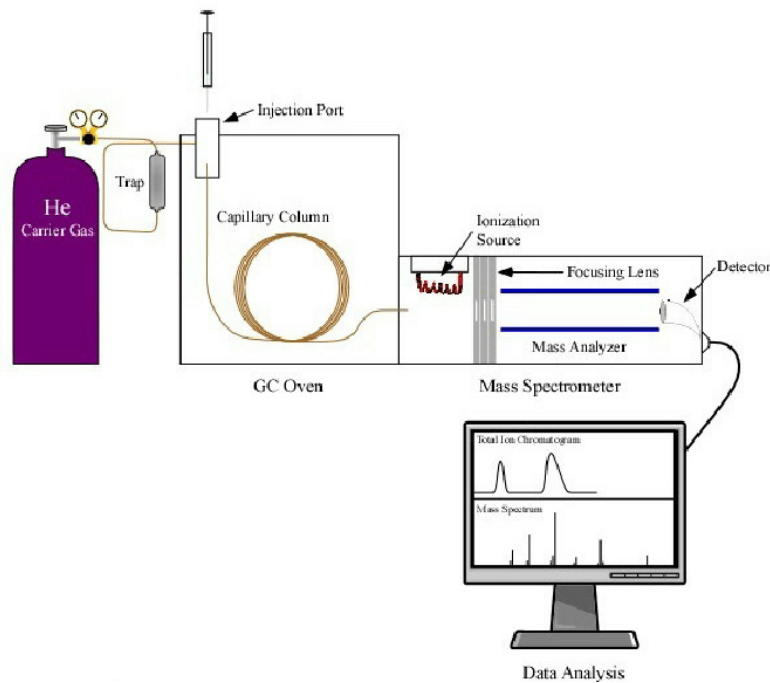 Injection Port
Trap
He
Carrier Gas
Capillary Column
Ionization
Source
Focusing Lens
Detector
Mass Analyzer
GC Oven
Mass Spectrometer
Total Ion Chromatogram
Mass Spectrum
Data Analysis